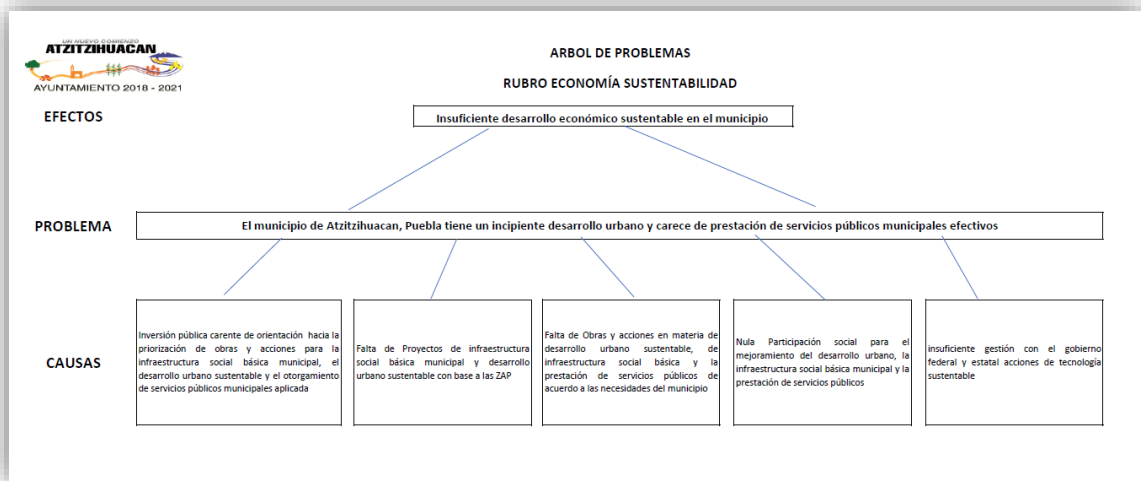 UN NUEVO COMIENZO
ATZITZIHUACAN
AYUNTAMIENTO 2018 - 2021
ARBOL DE PROBLEMAS
RUBRO ECONOMÍA SUSTENTABILIDAD
EFECTOS
Insuficiente desarrollo económico sustentable en el municipio
PROBLEMA
El municipio de Atzitzihuacan, Puebla tiene un incipiente desarrollo urbano y carece de prestación de servicios públicos municipales efectivos
CAUSAS
Inversión pública carente de orientación hacia la
priorización de obras y acciones para la
infraestructura social básica municipal, el
desarrollo urbano sustentable y el otorgamiento
de servicios públicos municipales aplicada
Falta de Proyectos de infraestructura
social básica municipal y desarrollo
urbano sustentable con base a las ZAP
Falta de Obras y acciones en materia de
desarrollo urbano sustentable, de
infraestructura social básica y la
prestación de servicios públicos de
acuerdo a las necesidades del municipio
Nula Participación social para el
mejoramiento del desarrollo urbano, la
infraestructura social básica municipal y la
prestación de servicios públicos
insuficiente gestión con el gobierno
federal y estatal acciones de tecnología
sustentable